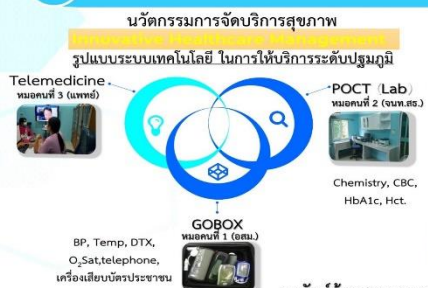 นวัตกรรมการจัดบริการสุขภาพ
Innovative Healthcare Management
รูปแบบระบบเทคโนโลยี ในการให้บริการระดับปฐมภูมิ
Telemedicine
หมอคนที่ 3 (แพทย์)
POCT (Lab)
หมอคนที่ 2 (จนท.สธ.)
Chemistry, CBC,
HbA1c, Hct.
GOBOX
หมอคนที่ 1 (อสม.)
BP, Temp, DTX,
O2Sat,telephone,
เครื่องเสียบบัตรประชาชน